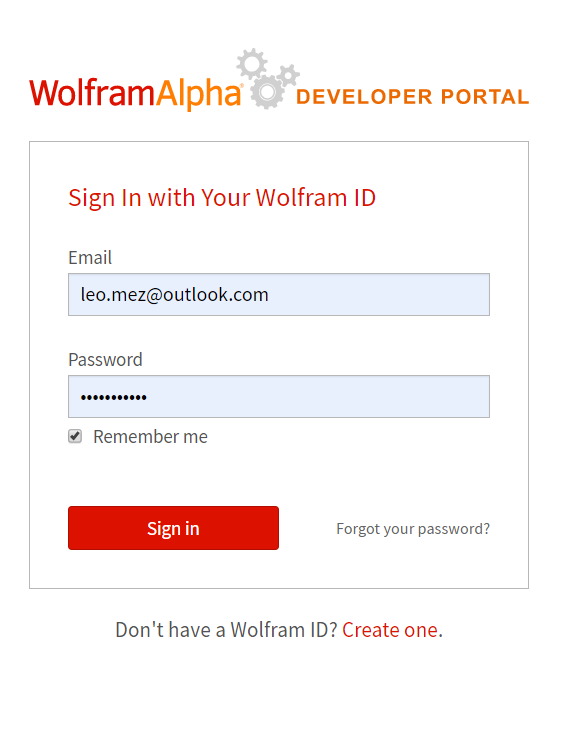 WolframAlpha DEVELOPER PORTAL
Sign In with Your Wolfram ID
Email
leo.mez@outlook.com
Password
•••••••••••
Remember me
Sign in
Forgot your password?
Don't have a Wolfram ID? Create one.